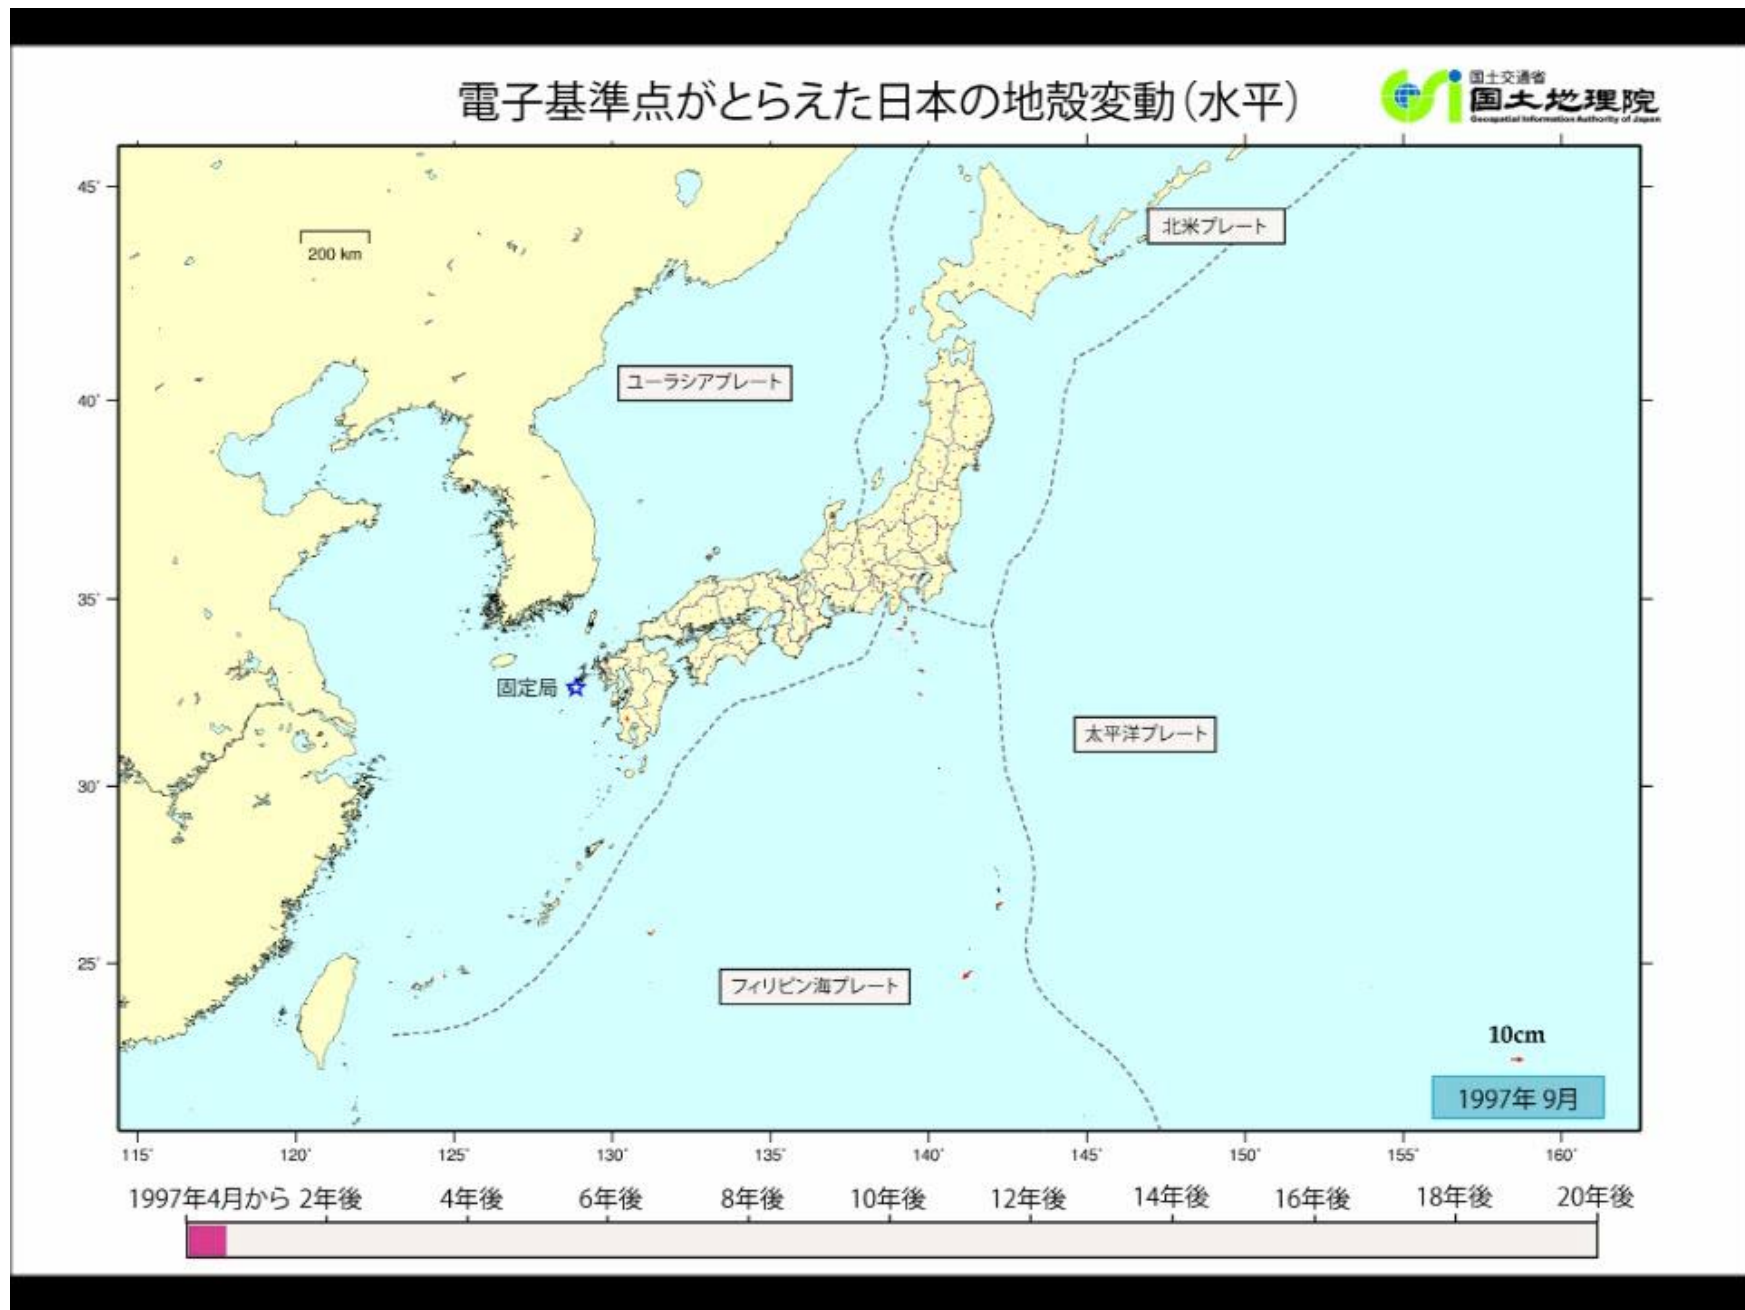 電子基準点がとらえた日本の地殻変動（水平）
国土交通省
国土地理院
Geospatial Information Authority of Japan
45°
200 km
北米プレート
ユーラシアプレート
40°
35°
固定局
太平洋プレート
30°
25°
フィリピン海プレート
10cm
1997年 9月
115° 120° 125° 130° 135° 140° 145° 150° 155° 160°
1997年4月から 2年後 4年後 6年後 8年後 10年後 12年後 14年後 16年後 18年後 20年後